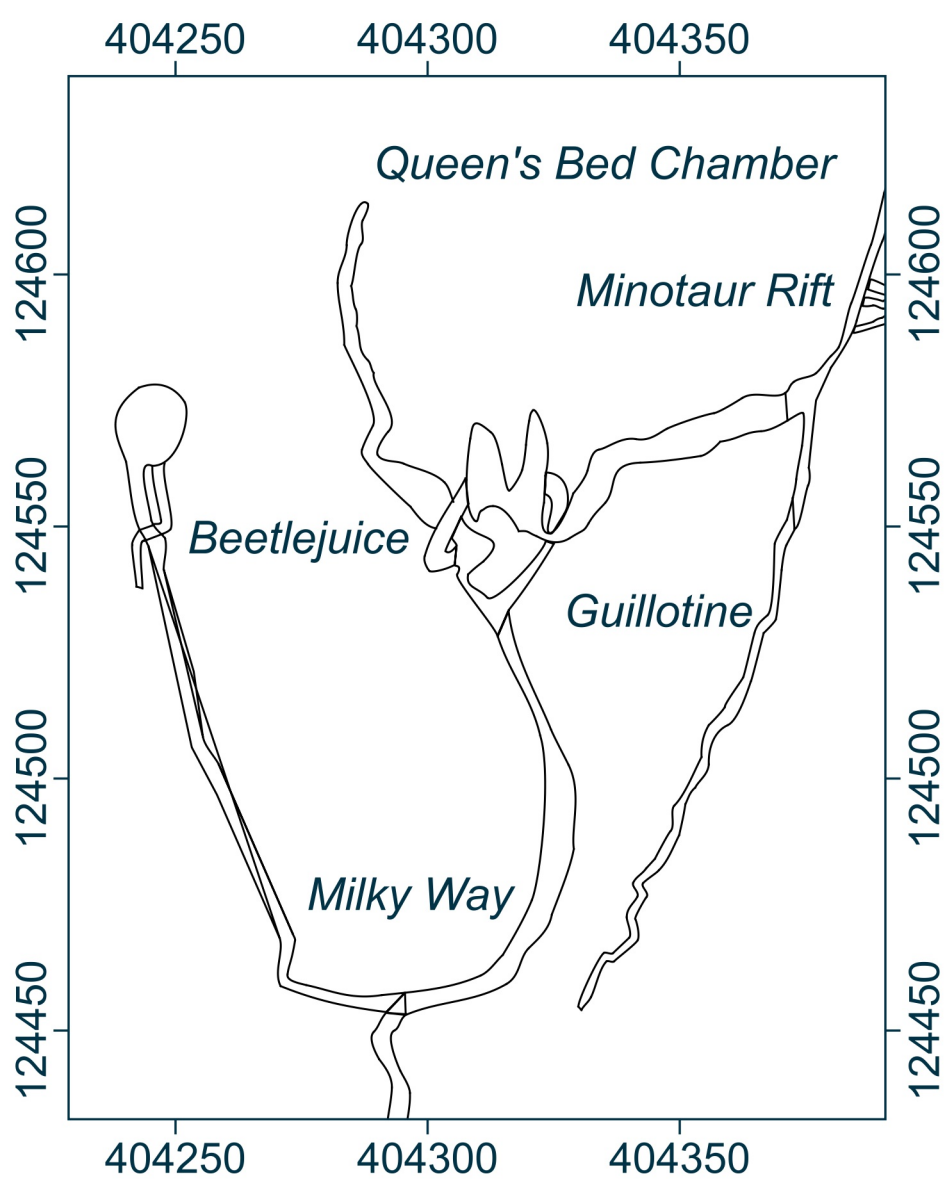 404250 404300 404350
Queen's Bed Chamber
124600 124600
Minotaur Rift
124550 124550
Beetlejuice
Guillotine
124500 124500
Milky Way
124450 124450
404250 404300 404350